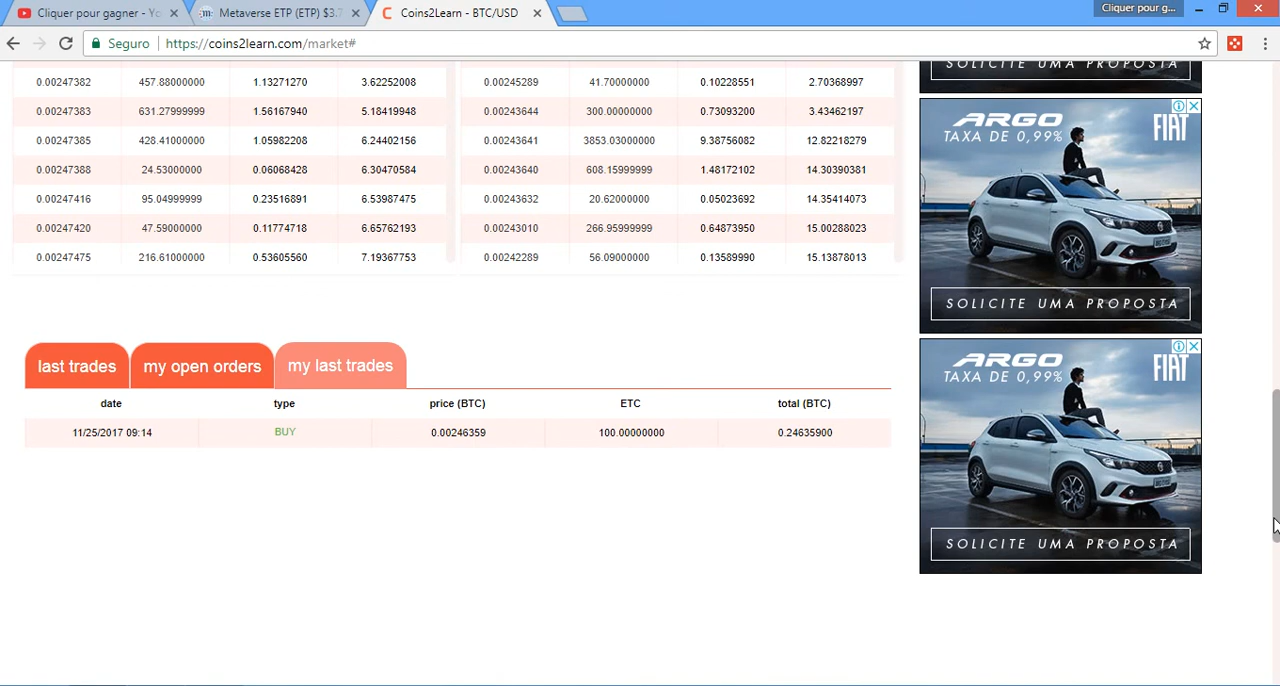 Cliquer pour gagner - Yo
Metaverse ETP (ETP) $3.7
Coins2Learn - BTC/USD
Cliquer pour g...
Seguro
https://coins2learn.com/market#
0.00247382 457.88000000 1.13271270 3.62252008
0.00247383 631.27999999 1.56167940 5.18419948
0.00247385 428.41000000 1.05982208 6.24402156
0.00247388 24.53000000 0.06068428 6.30470584
0.00247416 95.04999999 0.23516891 6.53987475
0.00247420 47.59000000 0.11774718 6.65762193
0.00247475 216.61000000 0.53605560 7.19367753
0.00245289 41.70000000 0.10228551 2.70368997
0.00243644 300.00000000 0.73093200 3.43462197
0.00243641 3853.03000000 9.38756082 12.82218279
0.00243640 608.15999999 1.48172102 14.30390381
0.00243632 20.62000000 0.05023692 14.35414073
0.00243010 266.95999999 0.64873950 15.00288023
0.00242289 56.09000000 0.13589990 15.13878013
last trades
my open orders
my last trades
date type price (BTC) ETC total (BTC)
11/25/2017 09:14 BUY 0.00246359 100.00000000 0.24635900
SOLICITE UMA PROPOSTA
ARGO
TAXA DE 0,99%
FIAT
SOLICITE UMA PROPOSTA
ARGO
TAXA DE 0,99%
FIAT
SOLICITE UMA PROPOSTA